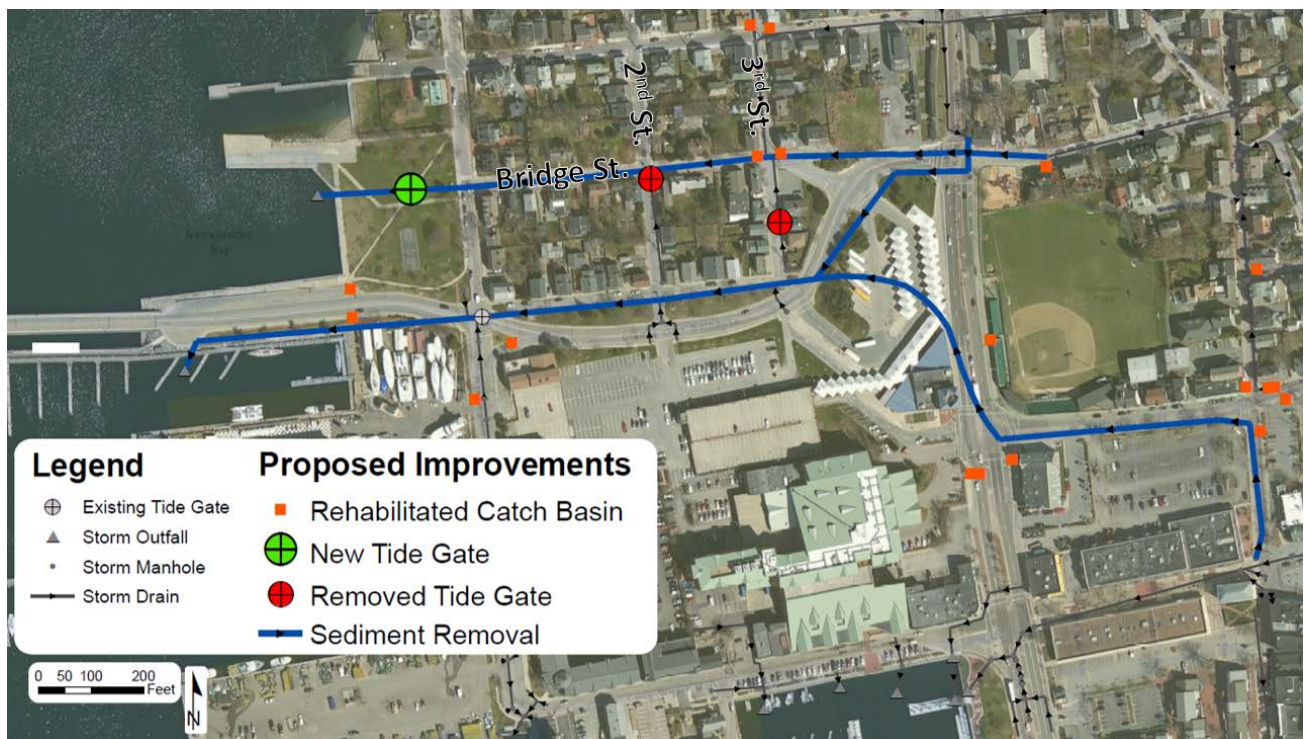 2nd St.
3rd St.
Bridge St.
Legend
Existing Tide Gate
Storm Outfall
Storm Manhole
Storm Drain
Proposed Improvements
Rehabilitated Catch Basin
New Tide Gate
Removed Tide Gate
Sediment Removal
0 50 100 200
Feet
N